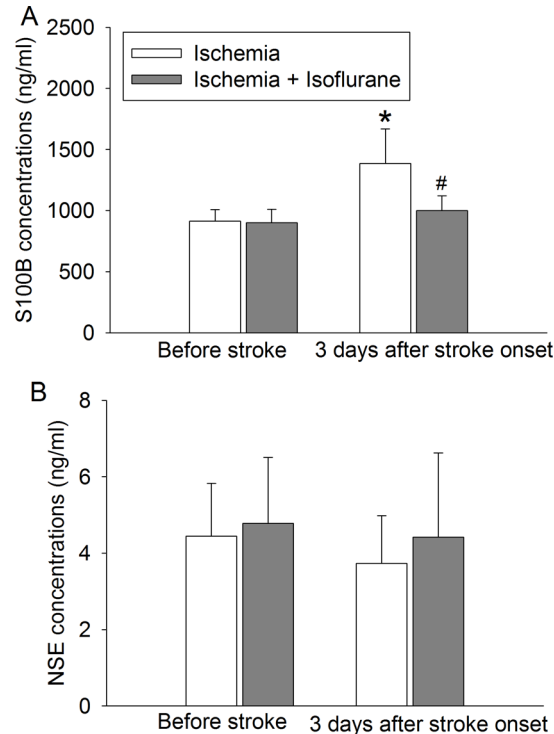 A
S100B concentrations (ng/ml)
2500
2000
1500
1000
500
0
Ischemia
Ischemia + Isoflurane
*
#
Before stroke
3 days after stroke onset
B
NSE concentrations (ng/ml)
8
6
4
2
0
Before stroke
3 days after stroke onset